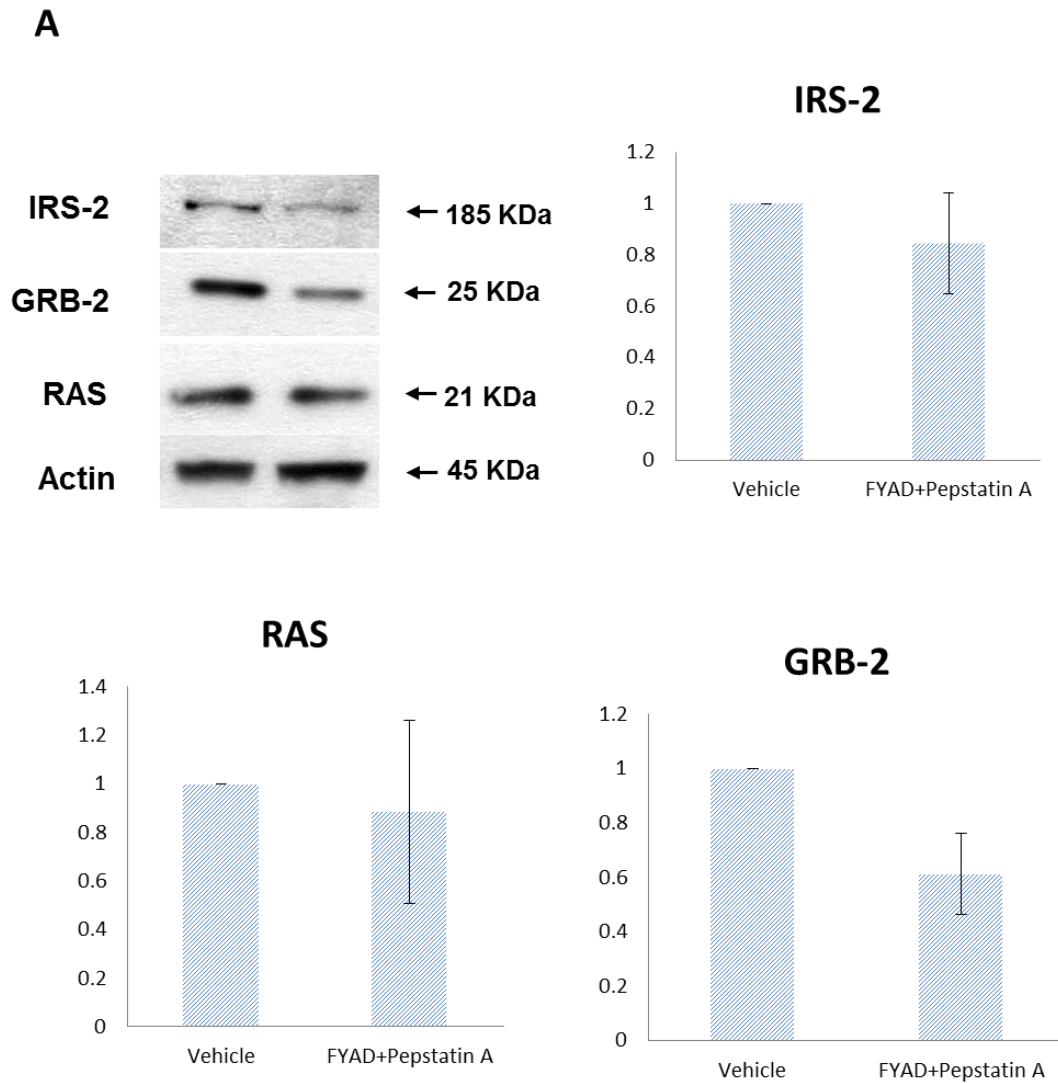 A
IRS-2
185 KDa
GRB-2
25 KDa
RAS
21 KDa
Actin
45 KDa
IRS-2
1.2
1
0.8
0.6
0.4
0.2
0
Vehicle FYAD+Pepstatin A
RAS
1.4
1.2
1
0.8
0.6
0.4
0.2
0
Vehicle FYAD+Pepstatin A
GRB-2
1.2
1
0.8
0.6
0.4
0.2
0
Vehicle FYAD+Pepstatin A